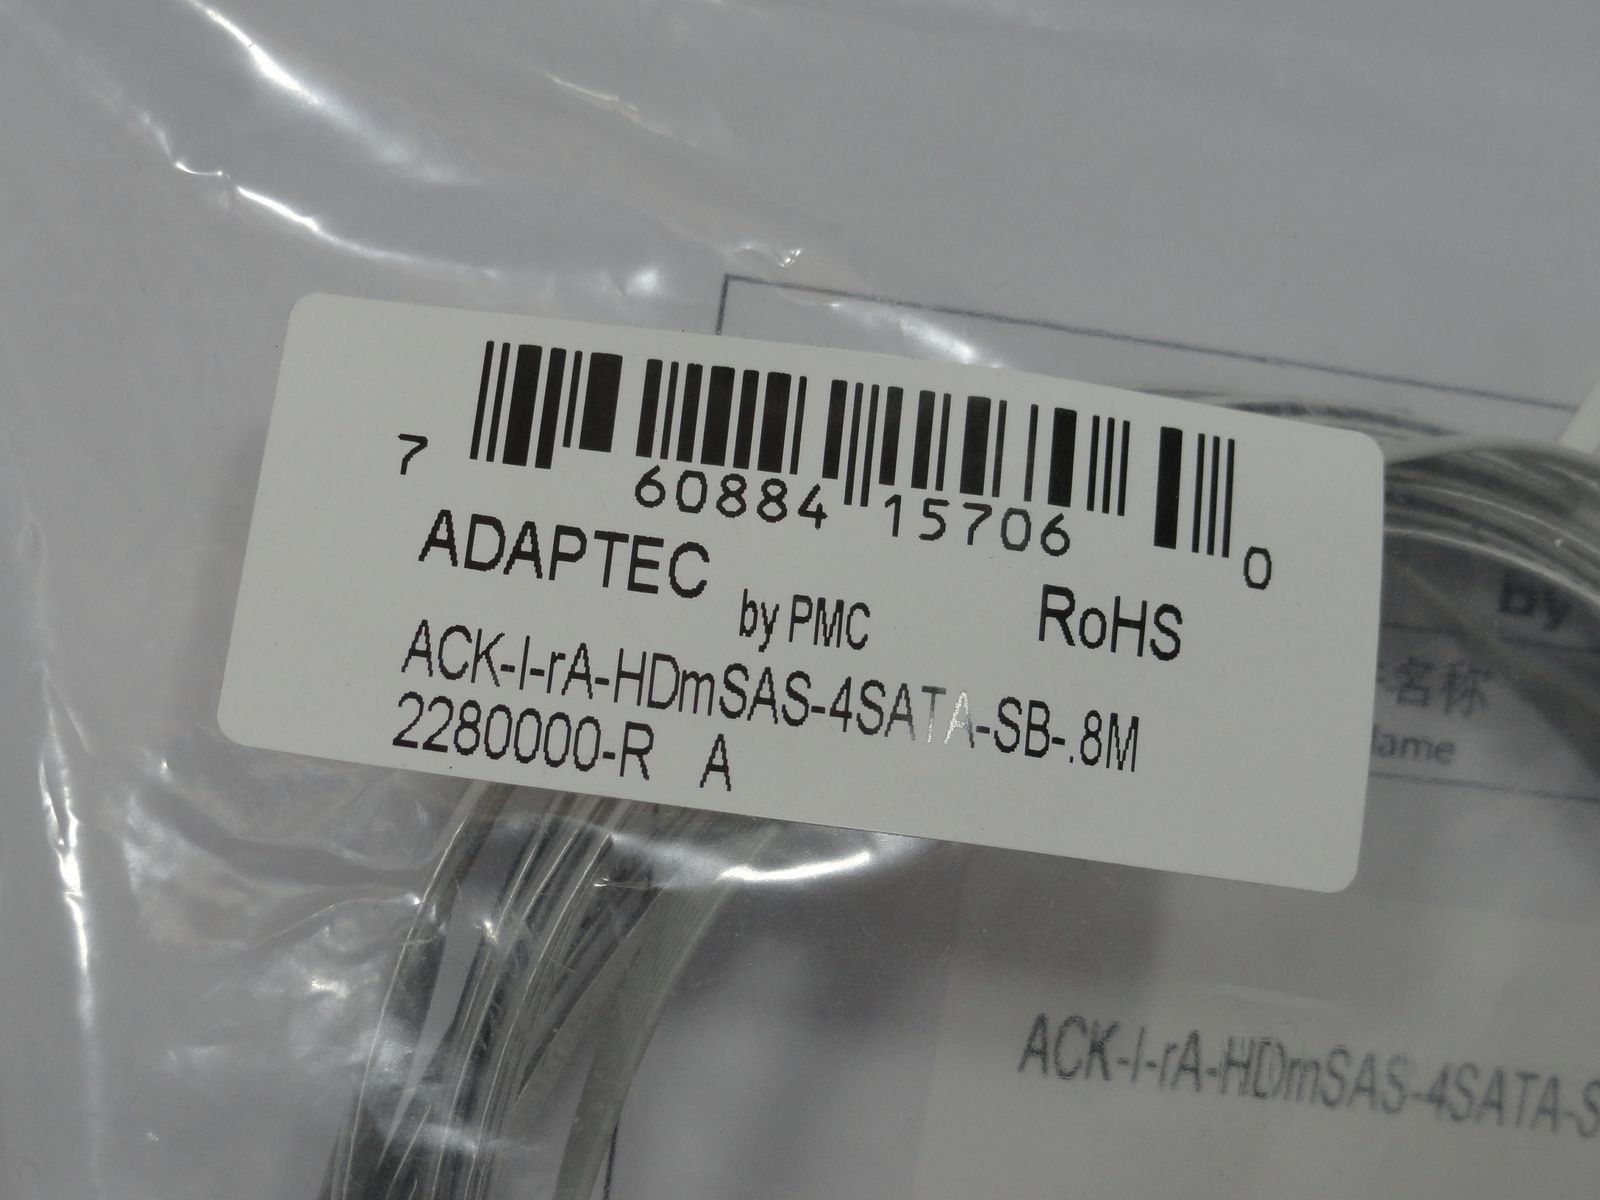 7 60884 15706 0
ADAPTEC by PMC RoHS
ACK-I-rA-HDmSAS-4SATA-SB-.8M
2280000-R A
by
名称
Name
ACK-I-rA-HDmSAS-4SATA-S